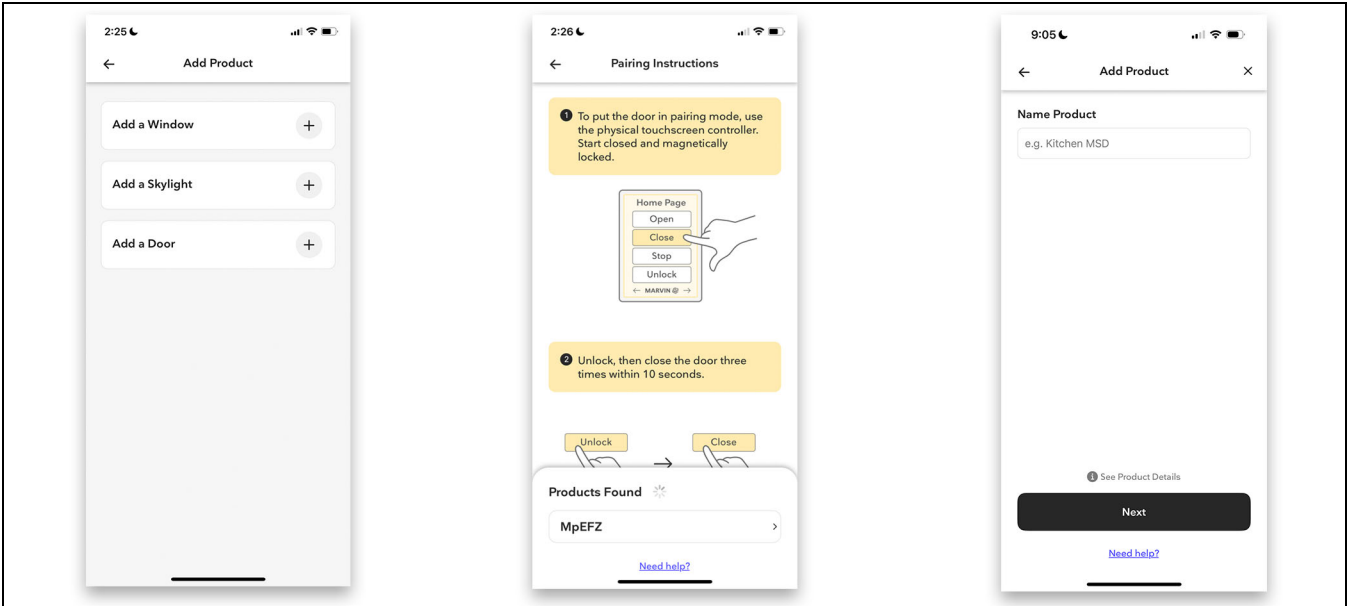 2:25
Add Product
Add a Window
Add a Skylight
Add a Door
2:26
Pairing Instructions
1 To put the door in pairing mode, use
the physical touchscreen controller.
Start closed and magnetically
locked.
Home Page
Open
Close
Stop
Unlock
← MARVIN →
2 Unlock, then close the door three
times within 10 seconds.
Unlock → Close
Products Found
MpEFZ
Need help?
9:05
Add Product
Name Product
e.g. Kitchen MSD
See Product Details
Next
Need help?